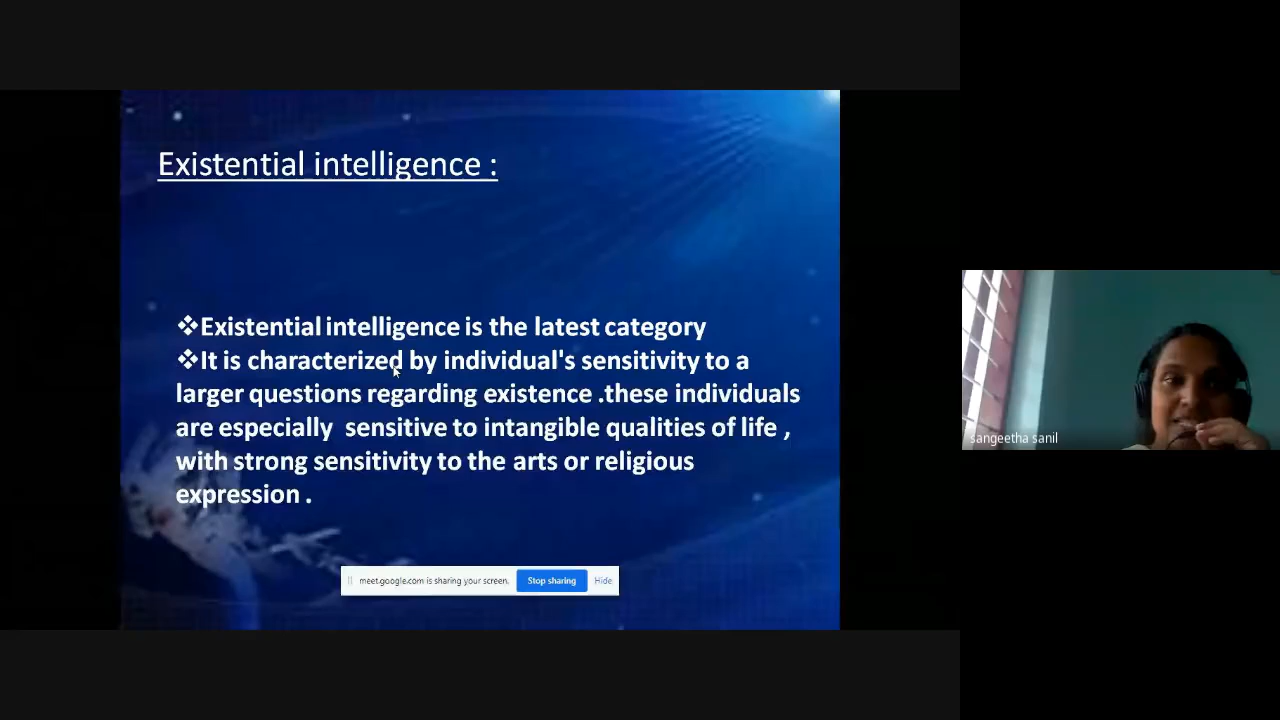 Existential intelligence :
❖Existential intelligence is the latest category
❖It is characterized by individual's sensitivity to a
larger questions regarding existence .these individuals
are especially sensitive to intangible qualities of life ,
with strong sensitivity to the arts or religious
expression .
meet.google.com is sharing your screen. Stop sharing Hide
sangeetha sanil